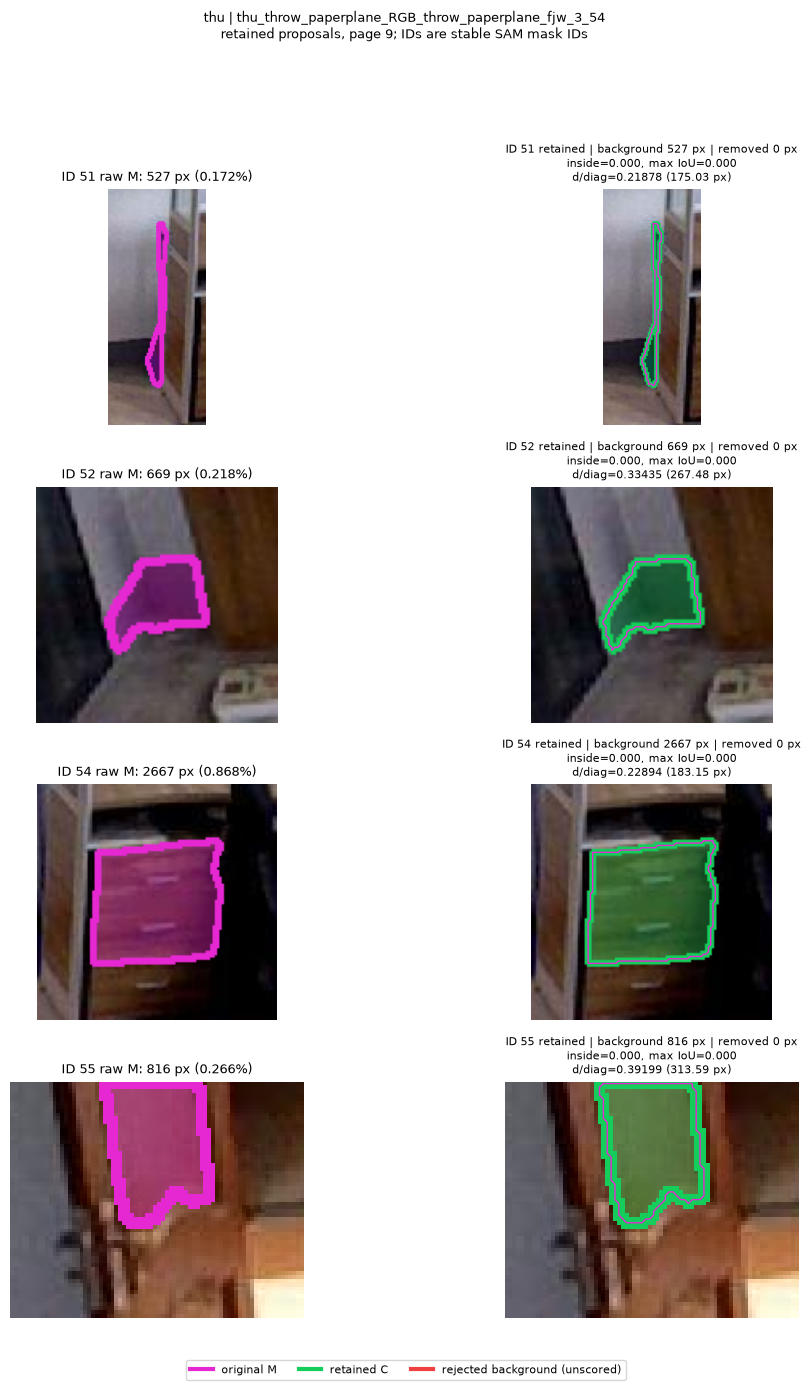 thu | thu_throw_paperplane_RGB_throw_paperplane_fjw_3_54
retained proposals, page 9; IDs are stable SAM mask IDs
ID 51 raw M: 527 px (0.172%)
ID 51 retained | background 527 px | removed 0 px
inside=0.000, max IoU=0.000
d/diag=0.21878 (175.03 px)
ID 52 raw M: 669 px (0.218%)
ID 52 retained | background 669 px | removed 0 px
inside=0.000, max IoU=0.000
d/diag=0.33435 (267.48 px)
ID 54 raw M: 2667 px (0.868%)
ID 54 retained | background 2667 px | removed 0 px
inside=0.000, max IoU=0.000
d/diag=0.22894 (183.15 px)
ID 55 raw M: 816 px (0.266%)
ID 55 retained | background 816 px | removed 0 px
inside=0.000, max IoU=0.000
d/diag=0.39199 (313.59 px)
original M
retained C
rejected background (unscored)